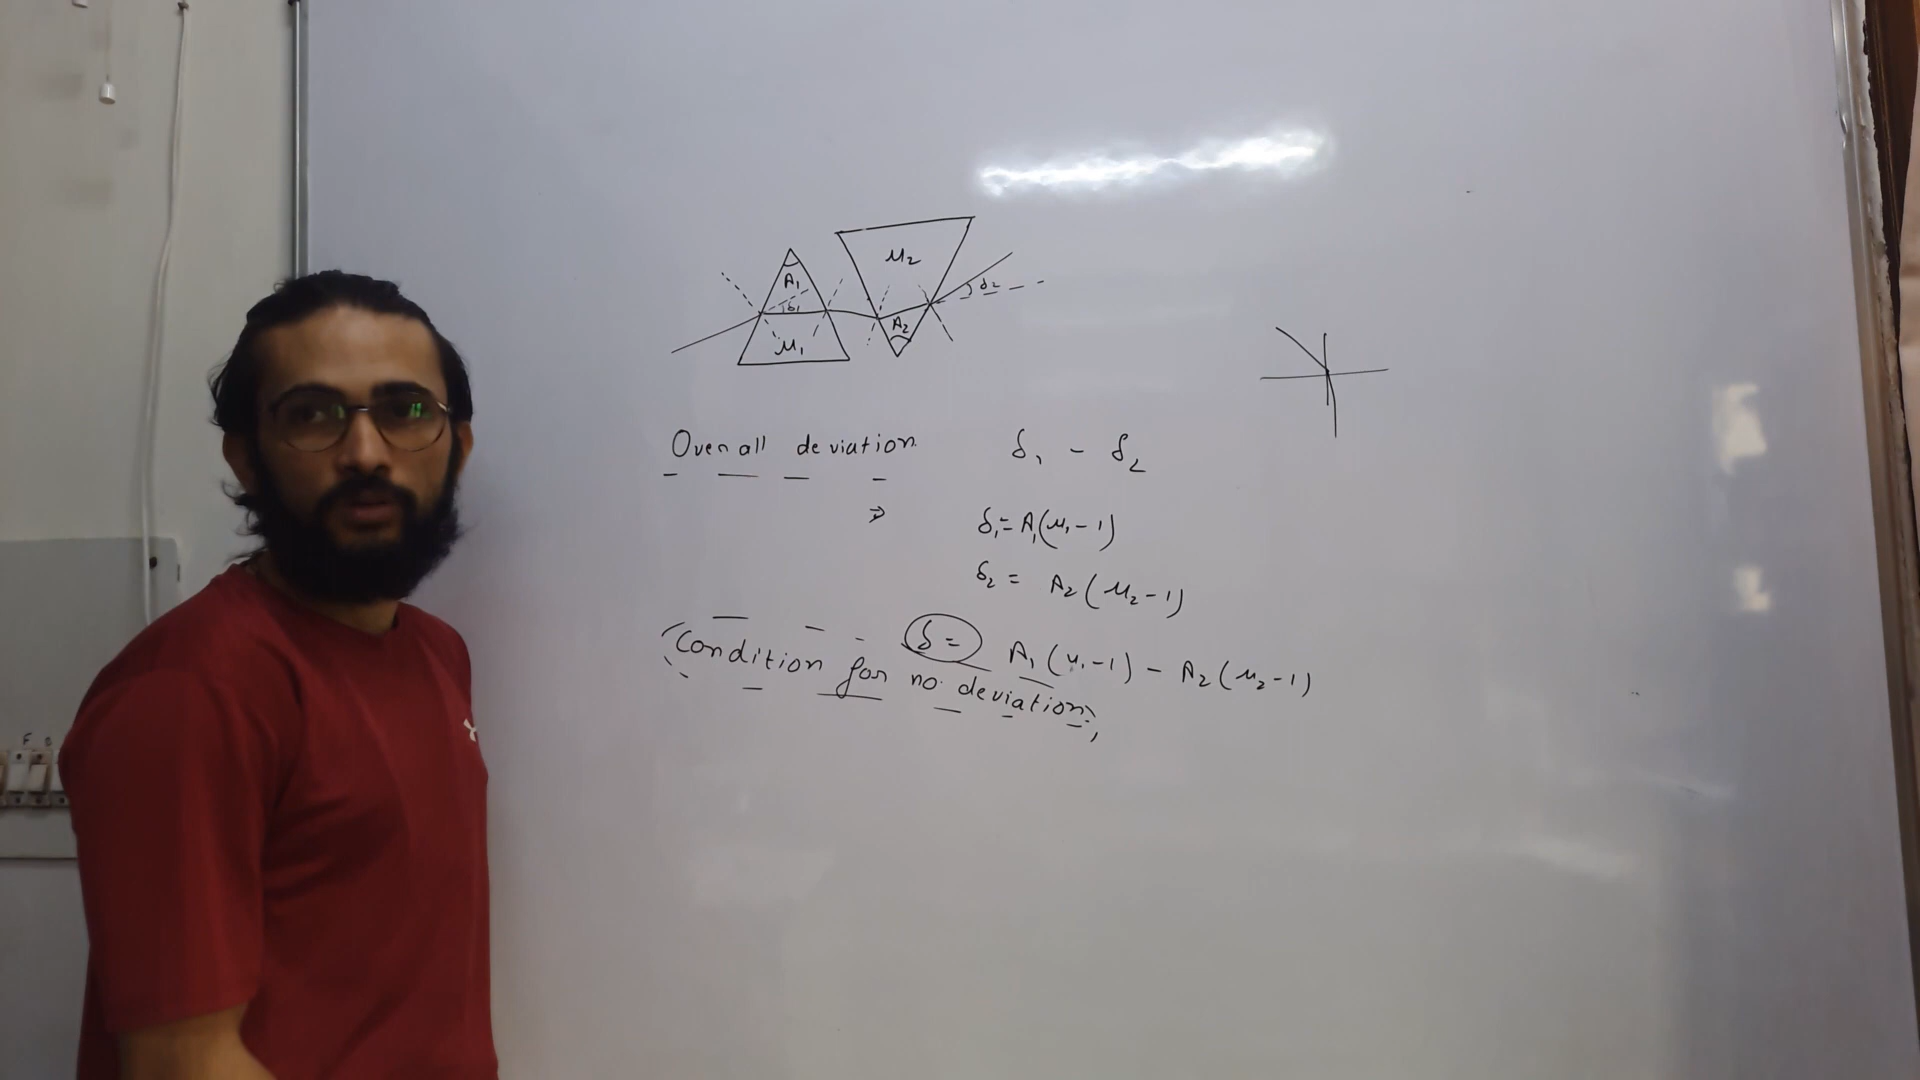 μ₂
A₁
δ₁
δ₂
A₂
μ₁
Overall deviation δ₁ - δ₂
⇒ δ₁ = A₁(μ₁ - 1)
δ₂ = A₂(μ₂ - 1)
δ = A₁(μ₁ - 1) - A₂(μ₂ - 1)
Condition for no deviation,